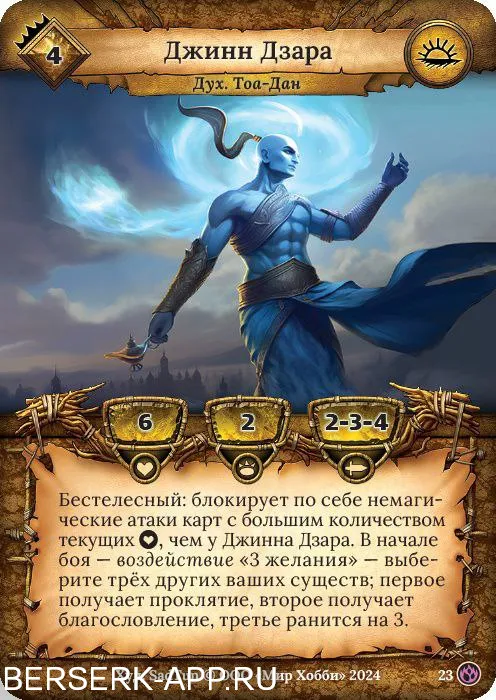 4
Джинн Дзара
Дух. Тоа-Дан
6
2
2-3-4
Бестелесный: блокирует по себе немаги-
ческие атаки карт с большим количеством
текущих , чем у Джинна Дзара. В начале
боя — воздействие «3 желания» — выбе-
рите трёх других ваших существ; первое
получает проклятие, второе получает
благословление, третье ранится на 3.
«Мир Хобби» 2024
23
BERSERK-APP.RU